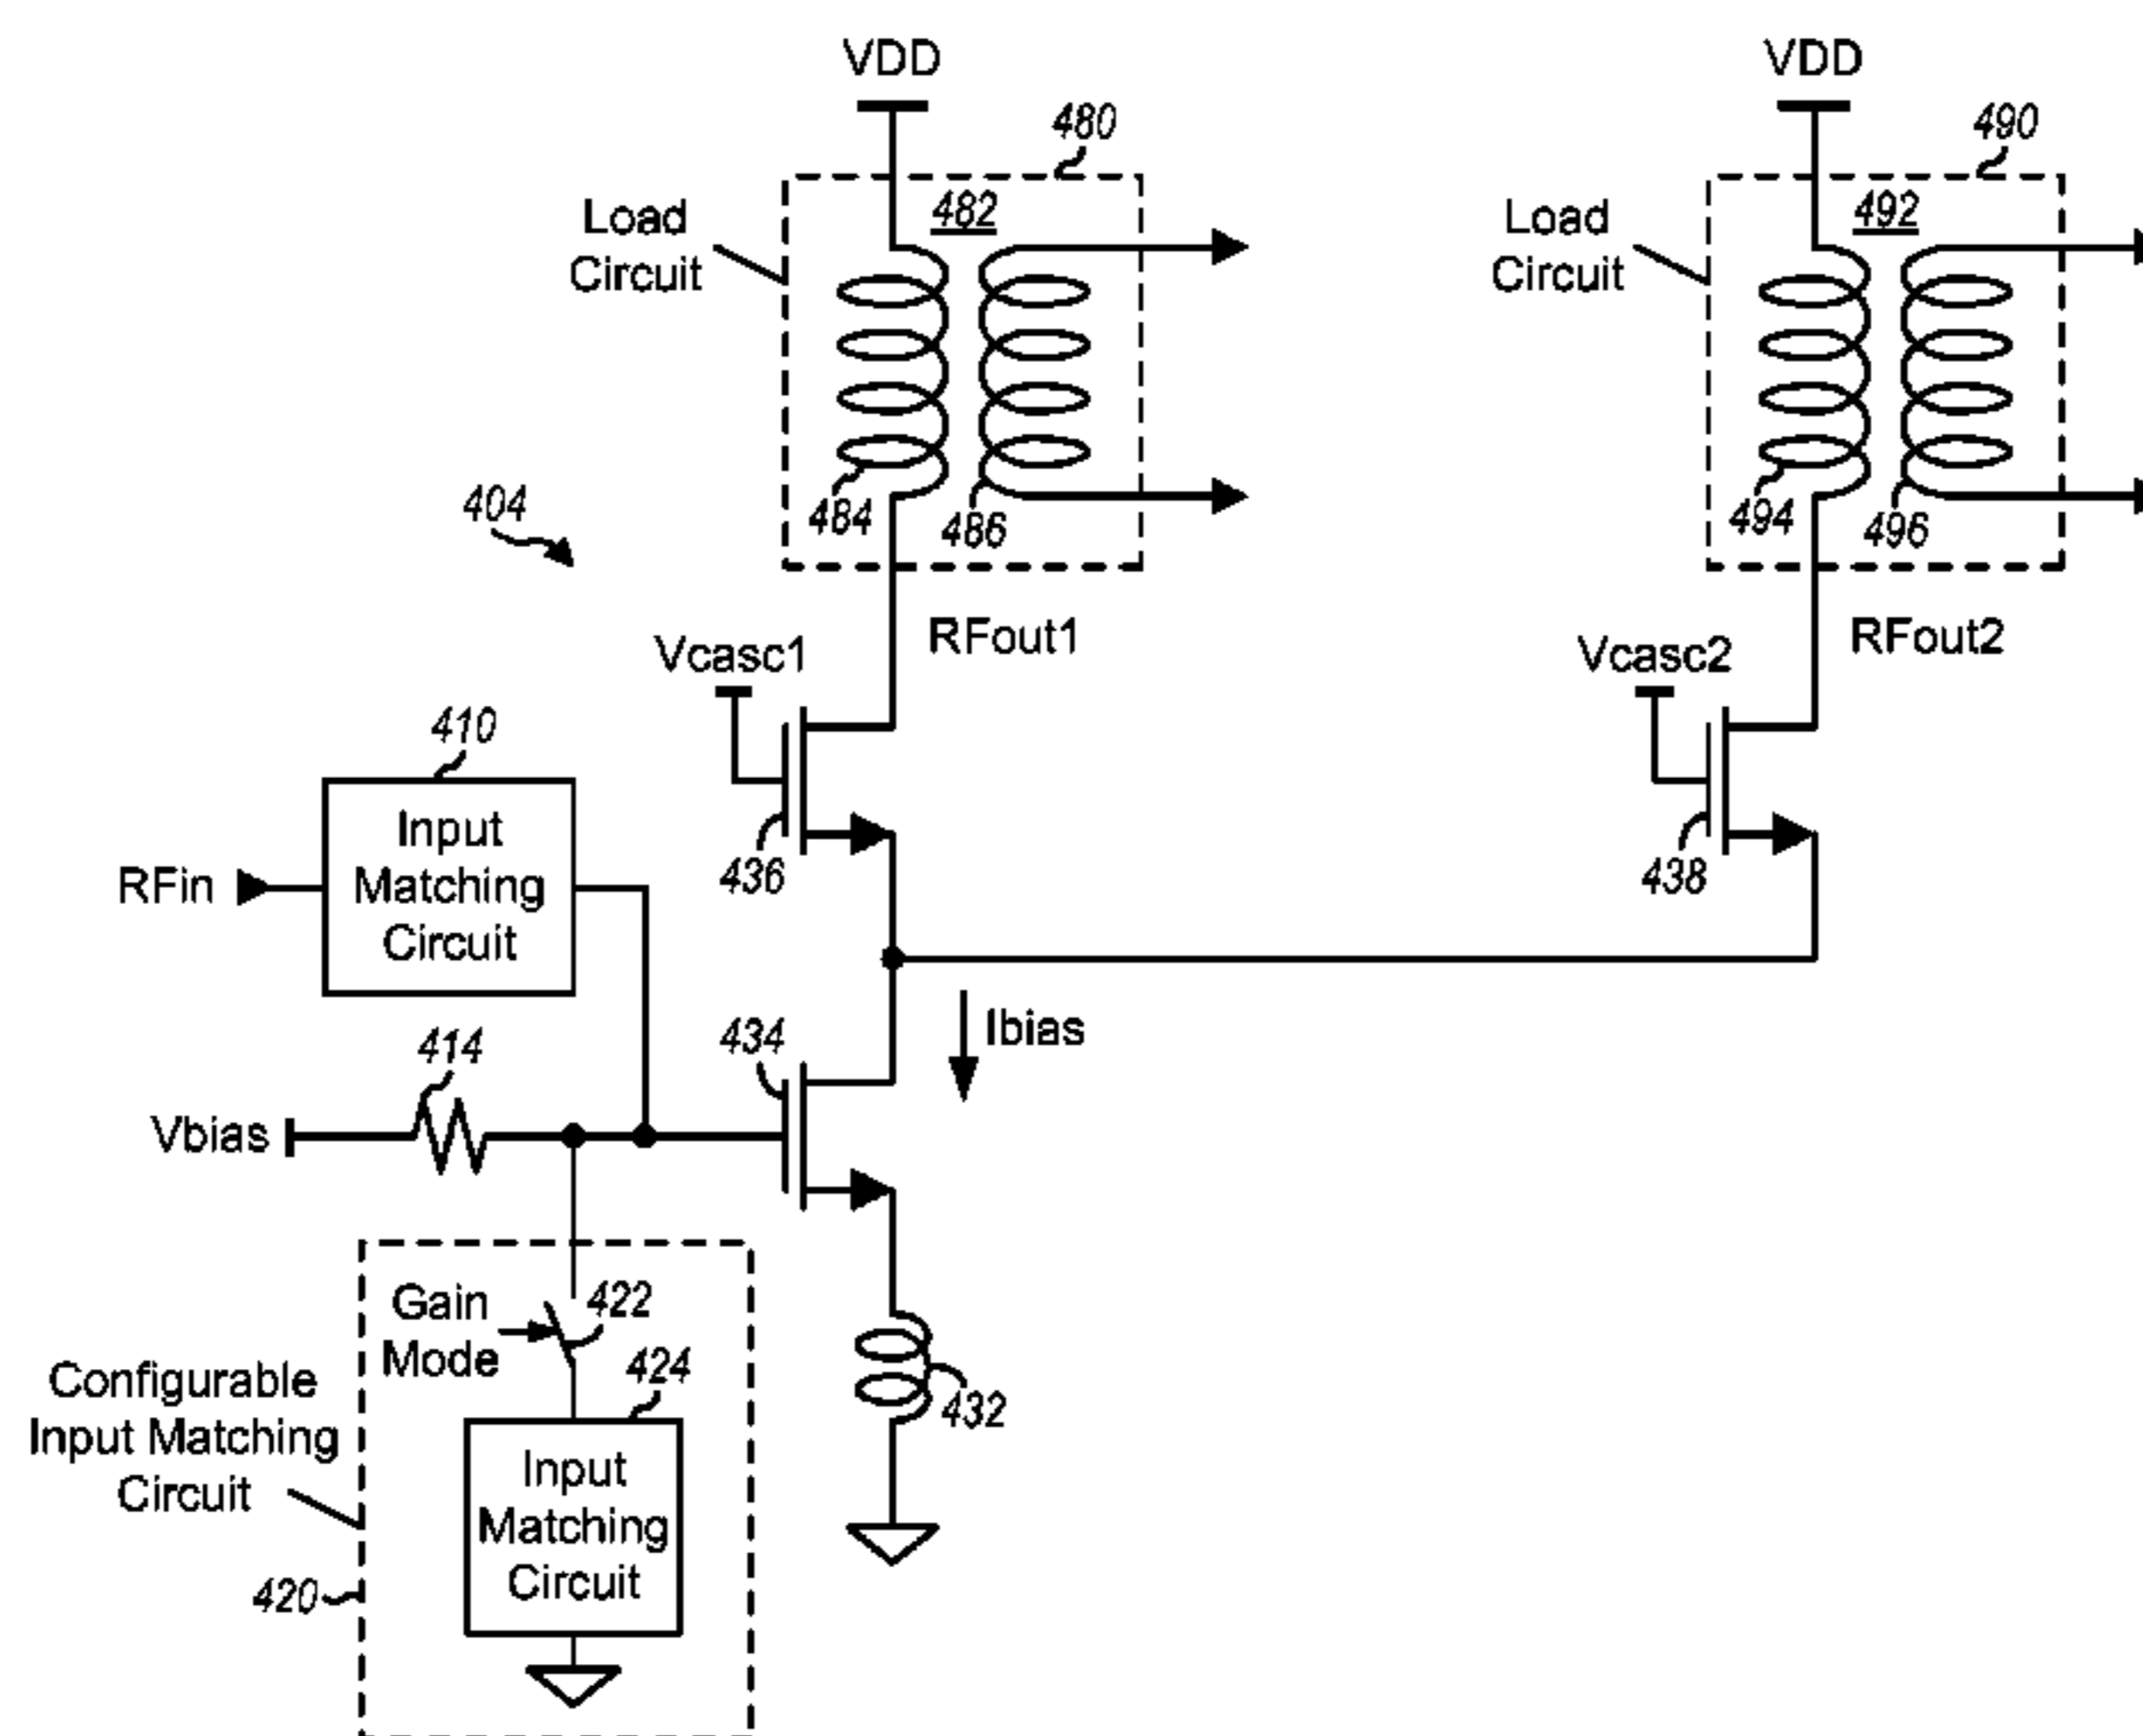 VDD
VDD
480
490
Load
Circuit
482
Load
Circuit
492
484
486
494
496
404
RFout1
RFout2
Vcasc1
Vcasc2
410
Input
Matching
Circuit
RFin
436
438
Ibias
414
434
Vbias
Gain
Mode
422
424
Configurable
Input Matching
Circuit
432
Input
Matching
Circuit
420